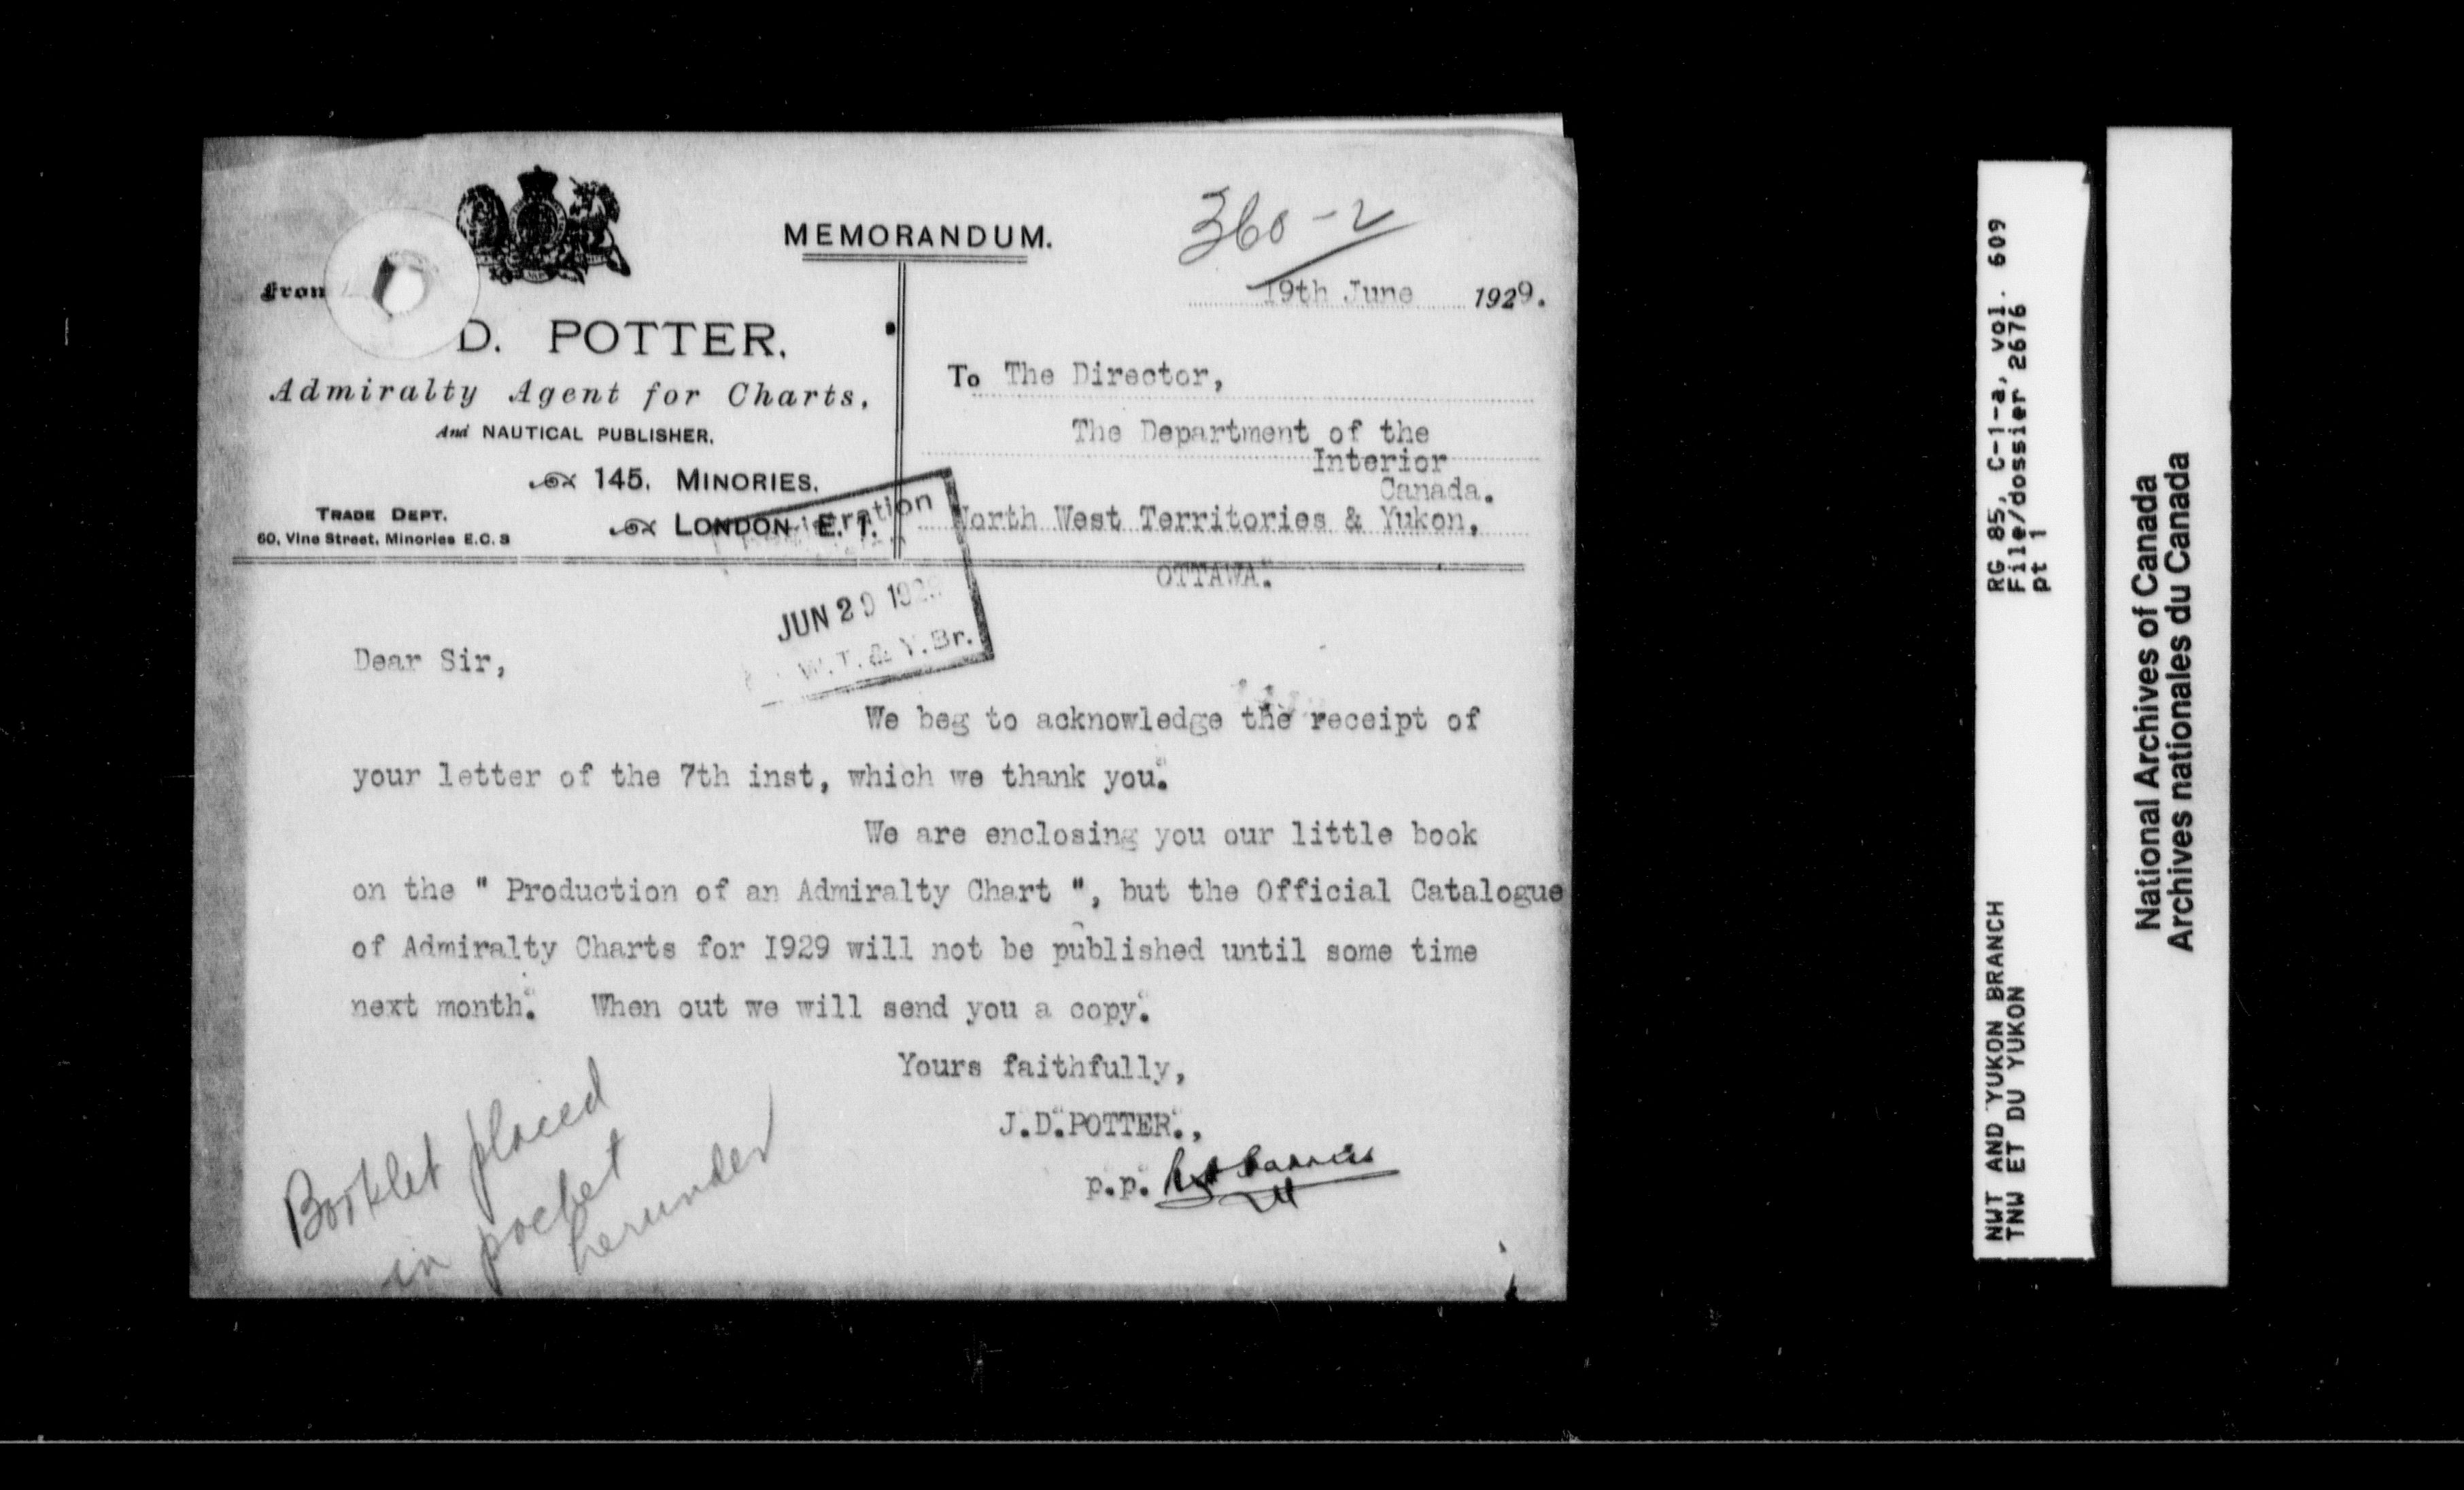 MEMORANDUM.
360-2
19th June 1929.
from
D. POTTER.
Admiralty Agent for Charts,
And NAUTICAL PUBLISHER.
145. MINORIES.
TRADE DEPT.
60, Vine Street, Minories E.C. 3
LONDON E. 1.
To The Director,
The Department of the
Interior
Canada.
North West Territories & Yukon,
OTTAWA.
JUN 29 192
W. T. & Y. Br.
Dear Sir,
We beg to acknowledge the receipt of
your letter of the 7th inst, which we thank you.
We are enclosing you our little book
on the " Production of an Admiralty Chart ", but the Official Catalogue
of Admiralty Charts for I929 will not be published until some time
next month. When out we will send you a copy.
Yours faithfully,
J.D.POTTER.,
p.p.
Booklet placed
in pocket
herunder
RG 85, C-1-a, vol. 609
File/dossier 2676
pt 1
NWT AND YUKON BRANCH
TNW ET DU YUKON
National Archives of Canada
Archives nationales du Canada